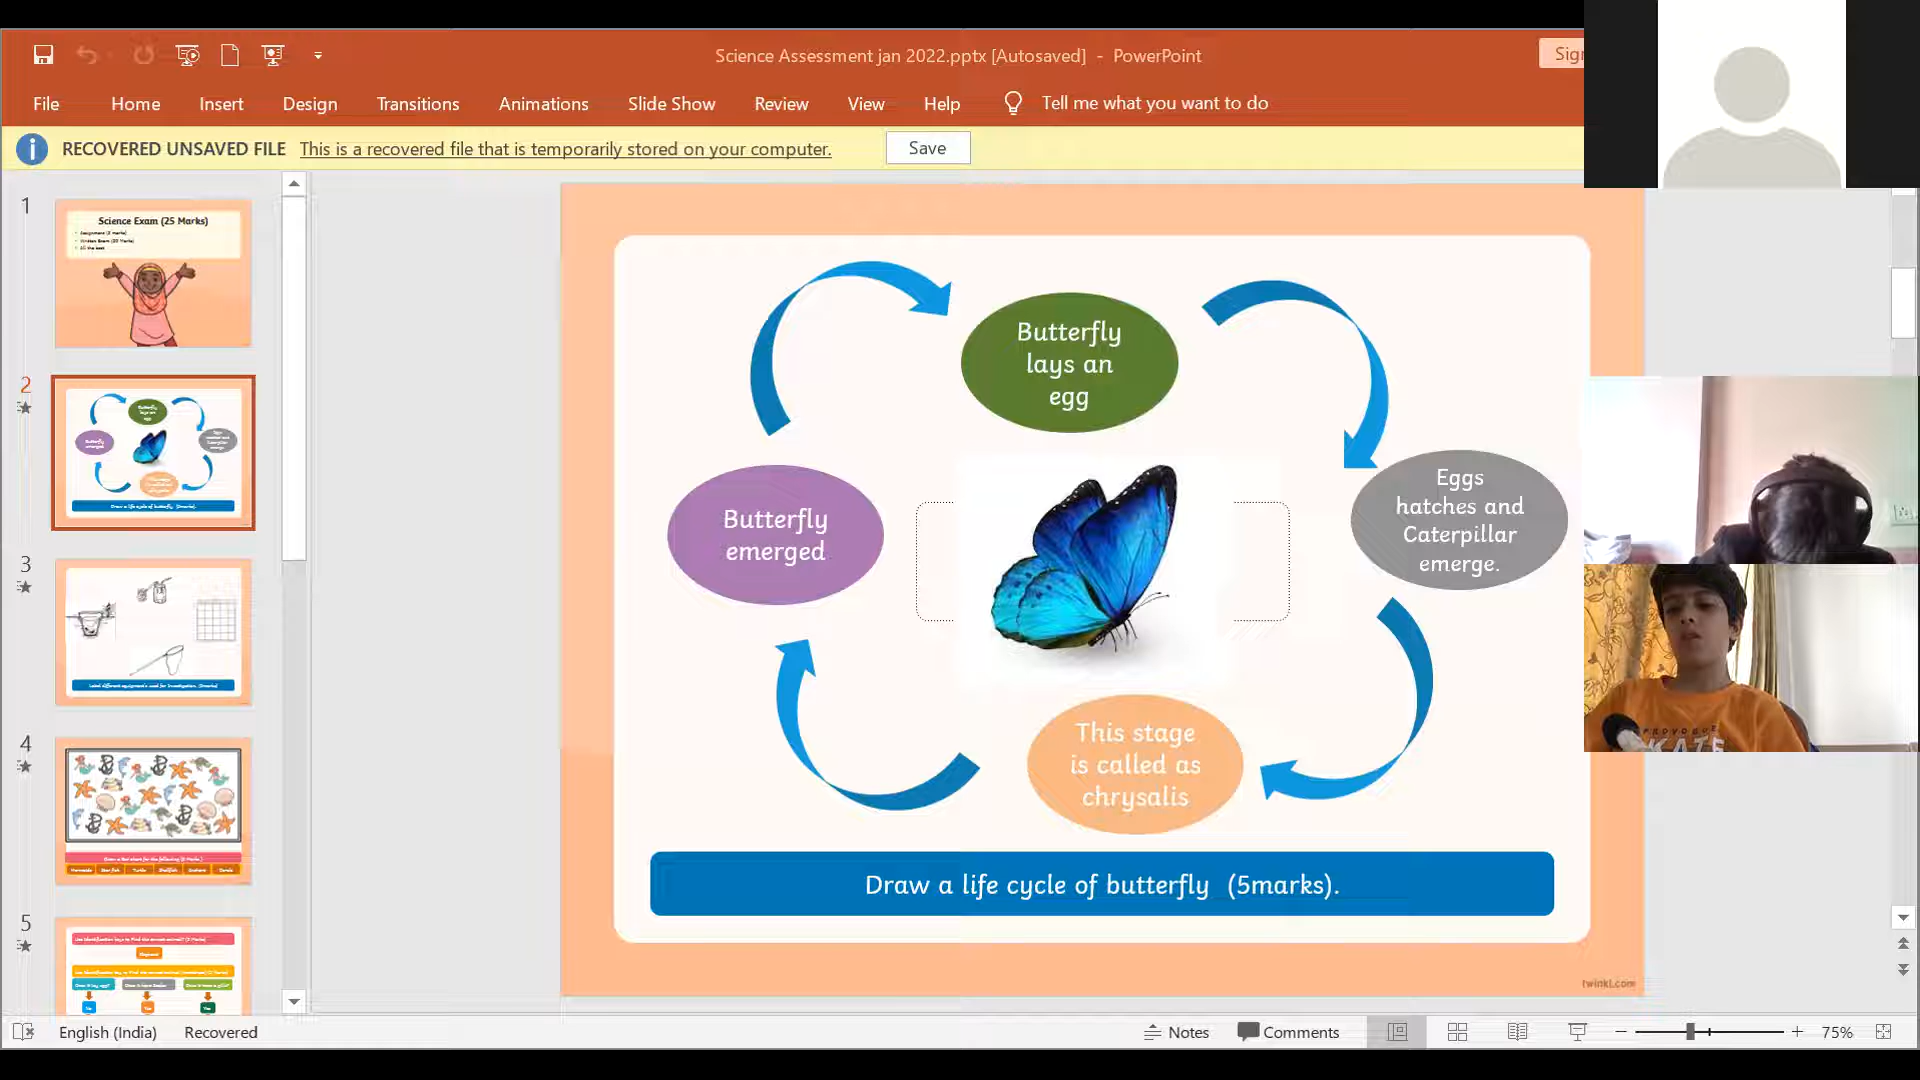 Science Assessment jan 2022.pptx [Autosaved] - PowerPoint
Sign
File Home Insert Design Transitions Animations Slide Show Review View Help Tell me what you want to do
RECOVERED UNSAVED FILE This is a recovered file that is temporarily stored on your computer. Save
1
Science Exam (25 Marks)
2
3
4
5
Butterfly
lays an
egg
Eggs
hatches and
Caterpillar
emerge.
This stage
is called as
chrysalis
Butterfly
emerged
Draw a life cycle of butterfly (5marks).
twinkl.com
PROVOGUE
KATE
English (India) Recovered Notes Comments 75%